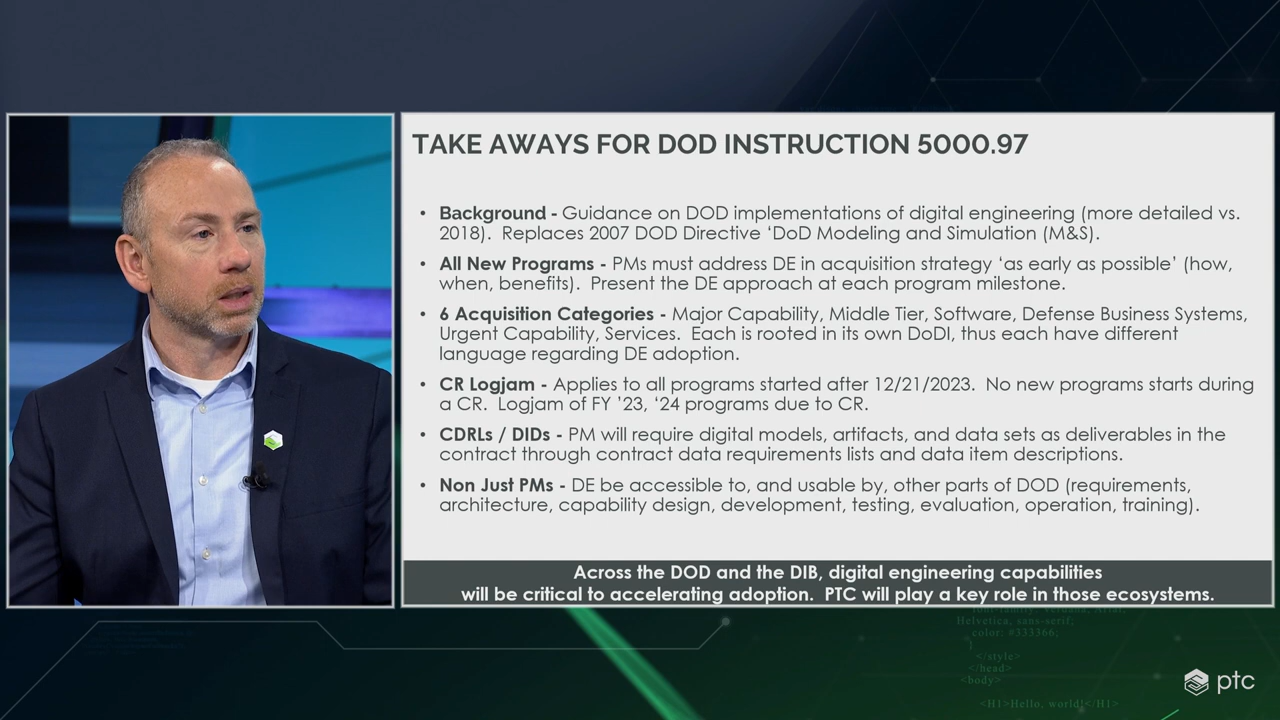 TAKE AWAYS FOR DOD INSTRUCTION 5000.97
• Background - Guidance on DOD implementations of digital engineering (more detailed vs.
2018). Replaces 2007 DOD Directive ‘DoD Modeling and Simulation (M&S).
• All New Programs - PMs must address DE in acquisition strategy ‘as early as possible’ (how,
when, benefits). Present the DE approach at each program milestone.
• 6 Acquisition Categories - Major Capability, Middle Tier, Software, Defense Business Systems,
Urgent Capability, Services. Each is rooted in its own DoDI, thus each have different
language regarding DE adoption.
• CR Logjam - Applies to all programs started after 12/21/2023. No new programs starts during
a CR. Logjam of FY ’23, ‘24 programs due to CR.
• CDRLs / DIDs - PM will require digital models, artifacts, and data sets as deliverables in the
contract through contract data requirements lists and data item descriptions.
• Non Just PMs - DE be accessible to, and usable by, other parts of DOD (requirements,
architecture, capability design, development, testing, evaluation, operation, training).
Across the DOD and the DIB, digital engineering capabilities
will be critical to accelerating adoption. PTC will play a key role in those ecosystems.
Helvetica, sans-serif;
color: #333366;
}
</style>
</head>
<body>
<H1>Hello, world!</H1>
ptc